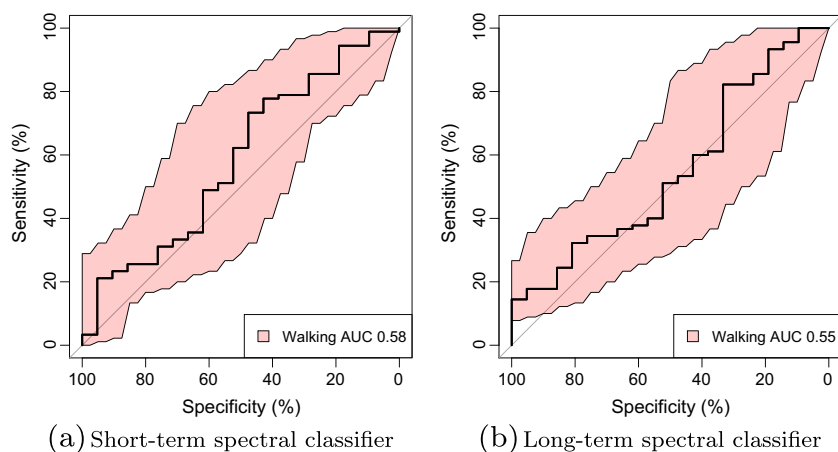 Sensitivity (%)
100
80
60
40
20
0
Walking AUC 0.58
100 80 60 40 20 0
Specificity (%)
(a) Short-term spectral classifier
Sensitivity (%)
100
80
60
40
20
0
Walking AUC 0.55
100 80 60 40 20 0
Specificity (%)
(b) Long-term spectral classifier